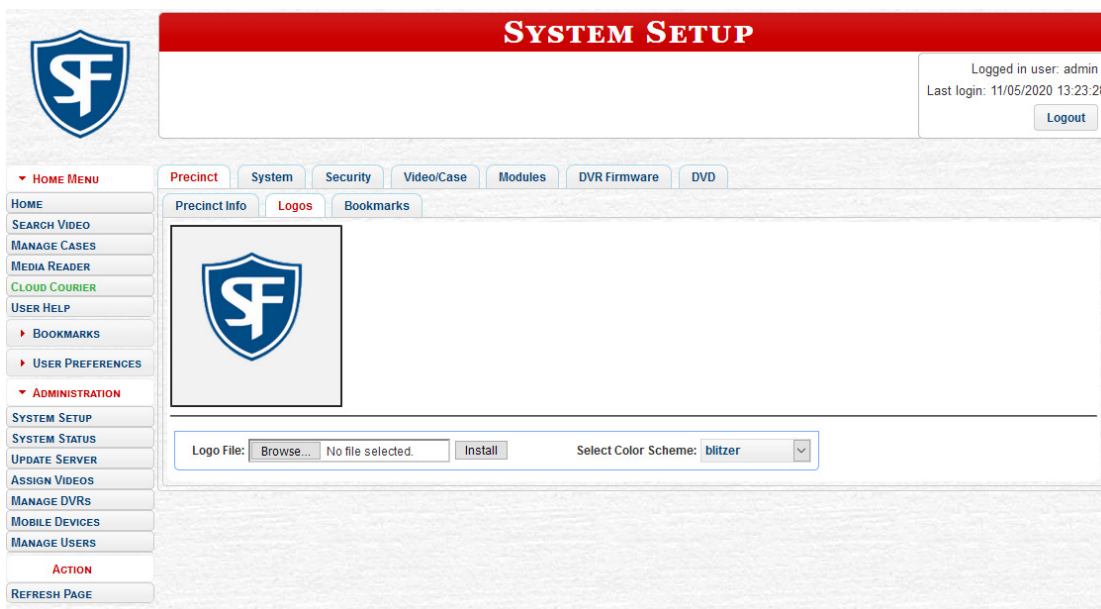 SF
SYSTEM SETUP
Logged in user: admin
Last login: 11/05/2020 13:23:28
Logout
HOME MENU
HOME
SEARCH VIDEO
MANAGE CASES
MEDIA READER
CLOUD COURIER
USER HELP
BOOKMARKS
USER PREFERENCES
ADMINISTRATION
SYSTEM SETUP
SYSTEM STATUS
UPDATE SERVER
ASSIGN VIDEOS
MANAGE DVRS
MOBILE DEVICES
MANAGE USERS
ACTION
REFRESH PAGE
Precinct System Security Video/Case Modules DVR Firmware DVD
Precinct Info Logos Bookmarks
SF
Logo File: Browse... No file selected. Install Select Color Scheme: blitzer